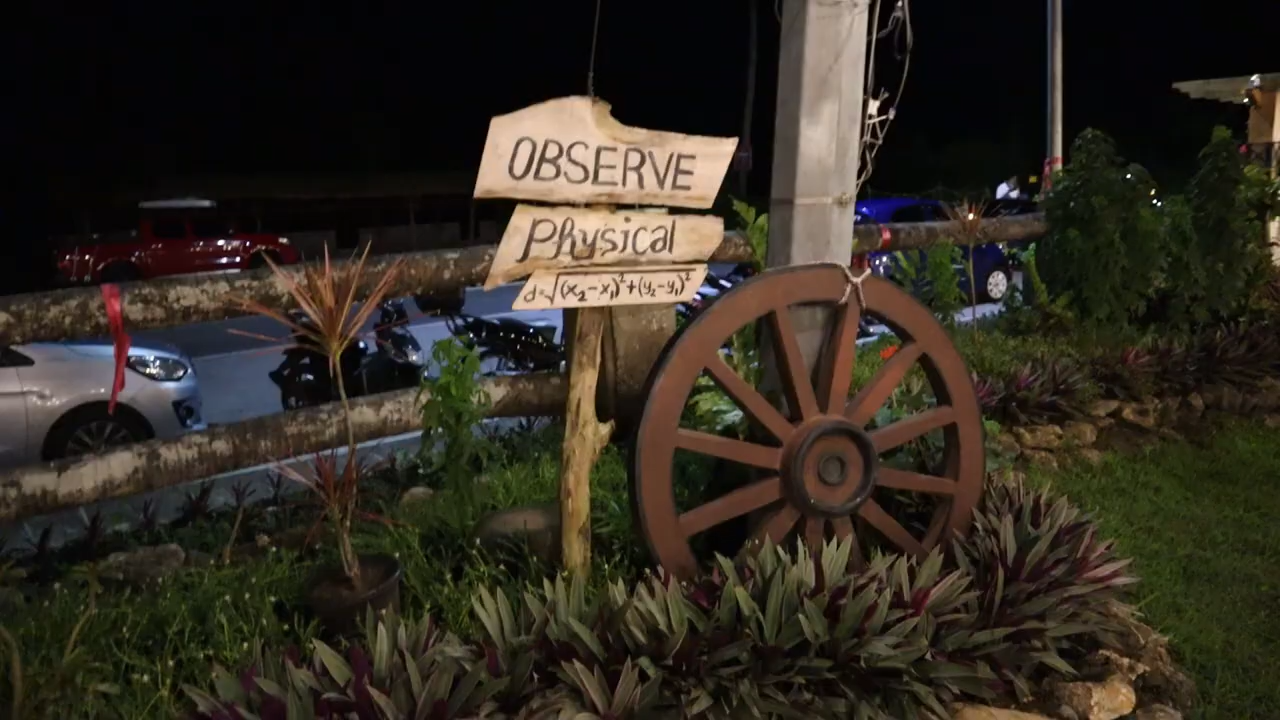 OBSERVE
Physical
d=√(x₂-x₁)²+(y₂-y₁)²